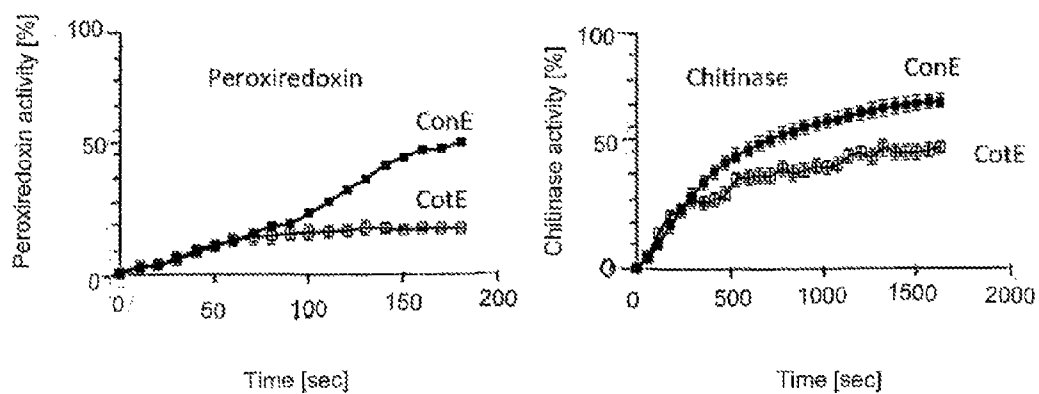 Peroxiredoxin activity [%]
100
50
0
Peroxiredoxin
ConE
CotE
0
50
100
150
200
Time [sec]
Chitinase activity [%]
100
50
0
Chitinase
ConE
CotE
0
500
1000
1500
2000
Time [sec]